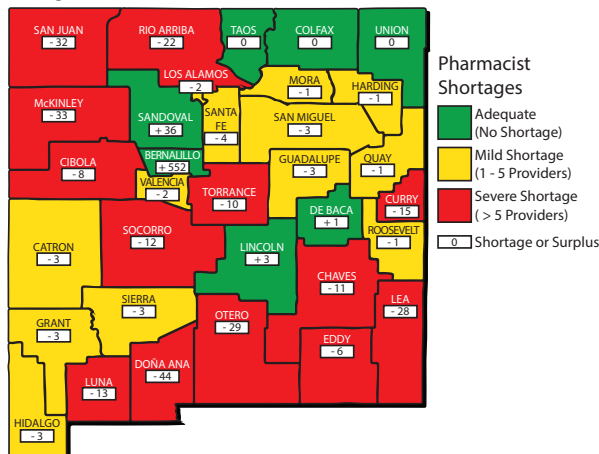 SAN JUAN
- 32
RIO ARRIBA
- 22
TAOS
0
COLFAX
0
UNION
0
LOS ALAMOS
- 2
MORA
- 1
HARDING
- 1
McKINLEY
- 33
SANDOVAL
+ 36
SANTA
FE
- 4
SAN MIGUEL
- 3
CIBOLA
- 8
BERNALILLO
+ 552
VALENCIA
- 2
TORRANCE
- 10
GUADALUPE
- 3
QUAY
- 1
CURRY
- 15
DE BACA
+ 1
ROOSEVELT
- 1
CATRON
- 3
SOCORRO
- 12
LINCOLN
+ 3
CHAVES
- 11
LEA
- 28
SIERRA
- 3
OTERO
- 29
EDDY
- 6
GRANT
- 3
LUNA
- 13
DOÑA ANA
- 44
HIDALGO
- 3
Pharmacist
Shortages
Adequate
(No Shortage)
Mild Shortage
(1 - 5 Providers)
Severe Shortage
( > 5 Providers)
0 Shortage or Surplus